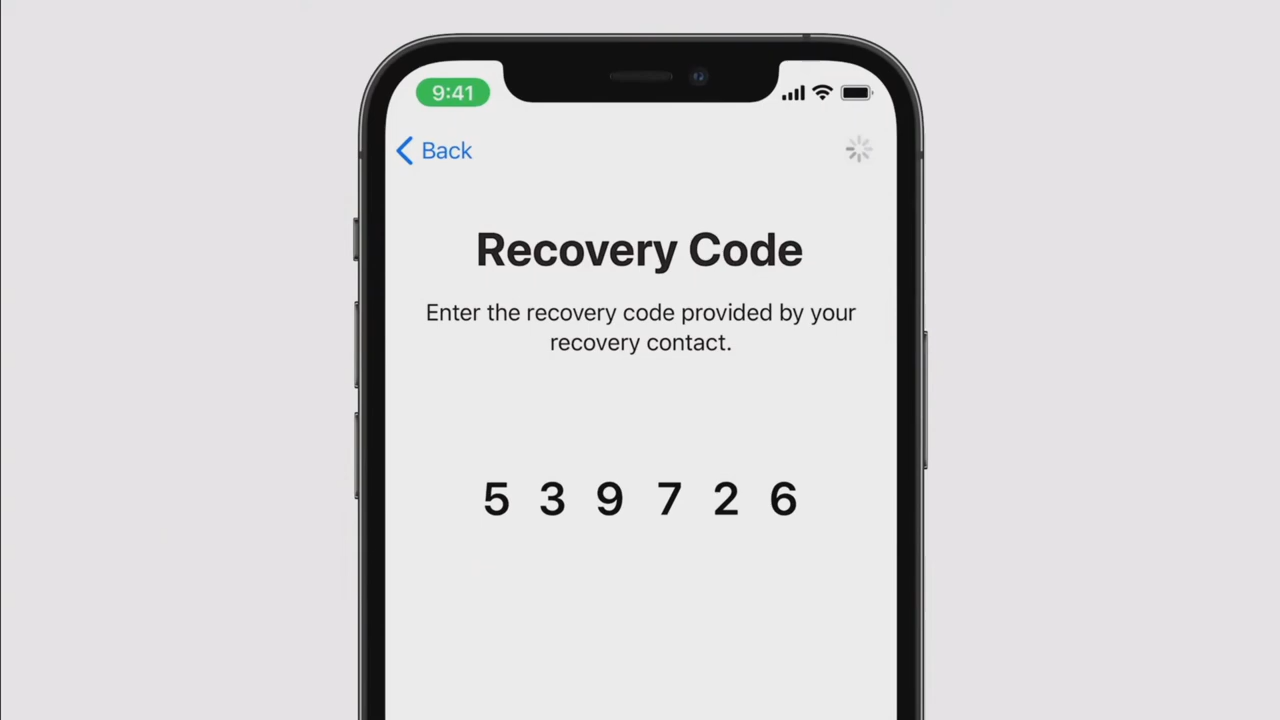 9:41
Back
Recovery Code
Enter the recovery code provided by your
recovery contact.
5 3 9 7 2 6